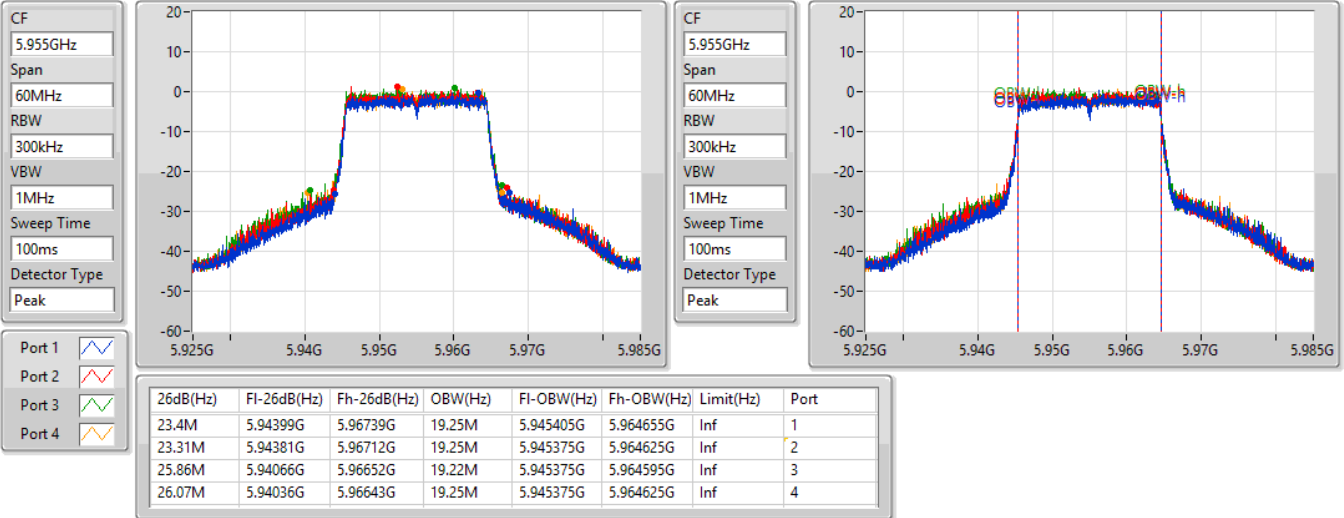 CF
5.955GHz
Span
60MHz
RBW
300kHz
VBW
1MHz
Sweep Time
100ms
Detector Type
Peak
20
10
0
-10
-20
-30
-40
-50
-60
5.925G 5.94G 5.95G 5.96G 5.97G 5.985G
CF
5.955GHz
Span
60MHz
RBW
300kHz
VBW
1MHz
Sweep Time
100ms
Detector Type
Peak
20
10
0
-10
-20
-30
-40
-50
-60
OBW-h
5.925G 5.94G 5.95G 5.96G 5.97G 5.985G
Port 1
Port 2
Port 3
Port 4
26dB(Hz) Fl-26dB(Hz) Fh-26dB(Hz) OBW(Hz) Fl-OBW(Hz) Fh-OBW(Hz) Limit(Hz) Port
23.4M 5.94399G 5.96739G 19.25M 5.945405G 5.964655G Inf 1
23.31M 5.94381G 5.96712G 19.25M 5.945375G 5.964625G Inf 2
25.86M 5.94066G 5.96652G 19.22M 5.945375G 5.964595G Inf 3
26.07M 5.94036G 5.96643G 19.25M 5.945375G 5.964625G Inf 4